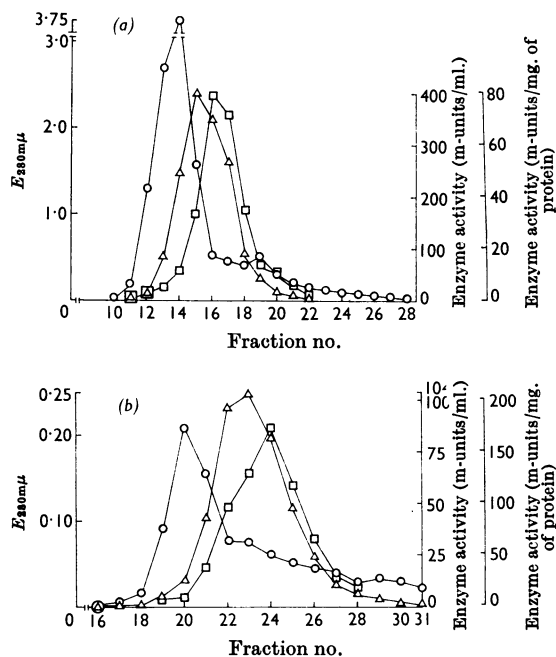 (a)
3·75
3·0
2·0
1·0
0
E280mμ
400
300
200
100
0
Enzyme activity (m-units/ml.)
80
60
40
20
0
Enzyme activity (m-units/mg. of
protein)
10 12 14 16 18 20 22 24 26 28
Fraction no.
(b)
0·25
0·20
0·10
0
E280mμ
100
75
50
25
0
Enzyme activity (m-units/ml.)
200
150
100
50
0
Enzyme activity (m-units/mg.
of protein)
16 18 20 22 24 26 28 30 31
Fraction no.